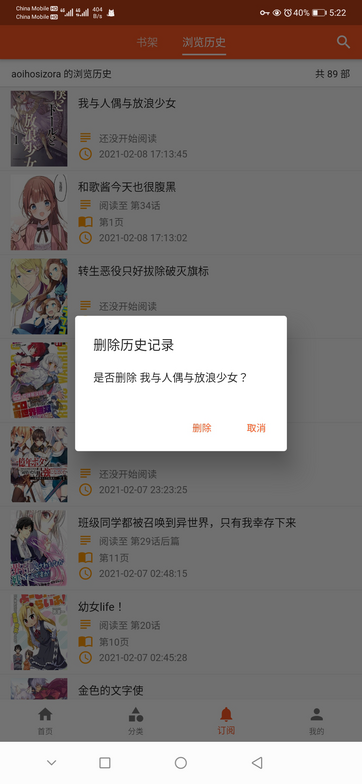 China Mobile HD
China Mobile HD
4G
4G
404
B/s
40%
5:22
书架
浏览历史
aoihosizora 的浏览历史
共 89 部
我与人偶与放浪少女
还没开始阅读
2021-02-08 17:13:45
和歌酱今天也很腹黑
阅读至 第34话
第1页
2021-02-08 17:13:02
转生恶役只好拔除破灭旗标
还没开始阅读
删除历史记录
是否删除 我与人偶与放浪少女？
删除
取消
还没开始阅读
2021-02-07 23:23:25
班级同学都被召唤到异世界，只有我幸存下来
阅读至 第29话后篇
第11页
2021-02-07 02:48:15
幼女life！
阅读至 第20话
第10页
2021-02-07 02:45:28
金色的文字使
首页
分类
订阅
我的